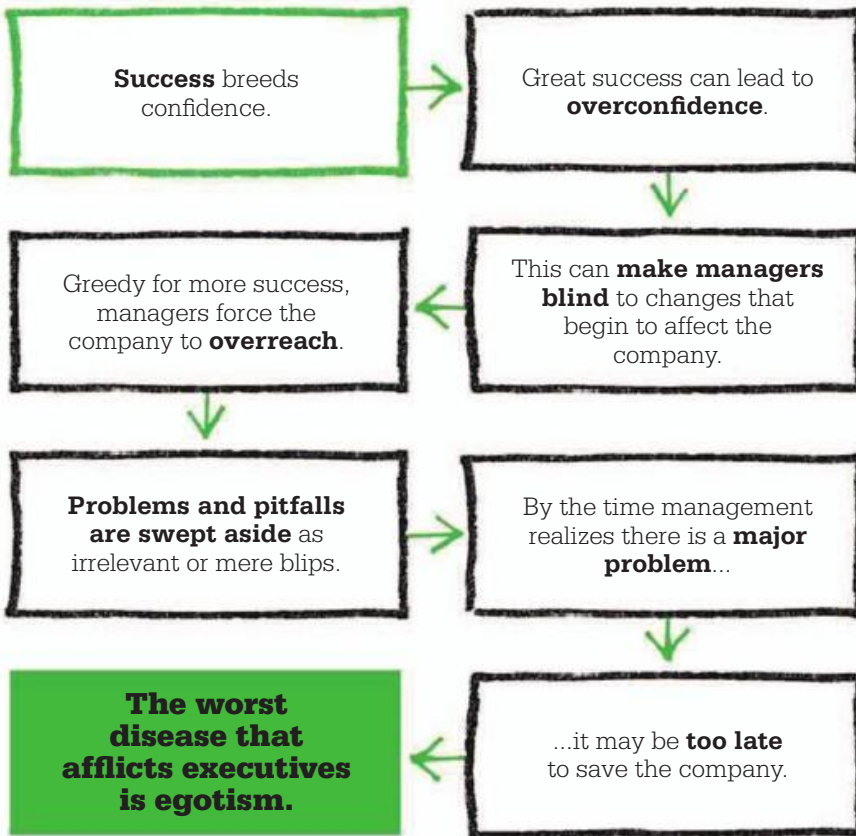 Success breeds
confidence.
Great success can lead to
overconfidence.
This can make managers
blind to changes that
begin to affect the
company.
Greedy for more success,
managers force the
company to overreach.
Problems and pitfalls
are swept aside as
irrelevant or mere blips.
By the time management
realizes there is a major
problem...
...it may be too late
to save the company.
The worst
disease that
afflicts executives
is egotism.